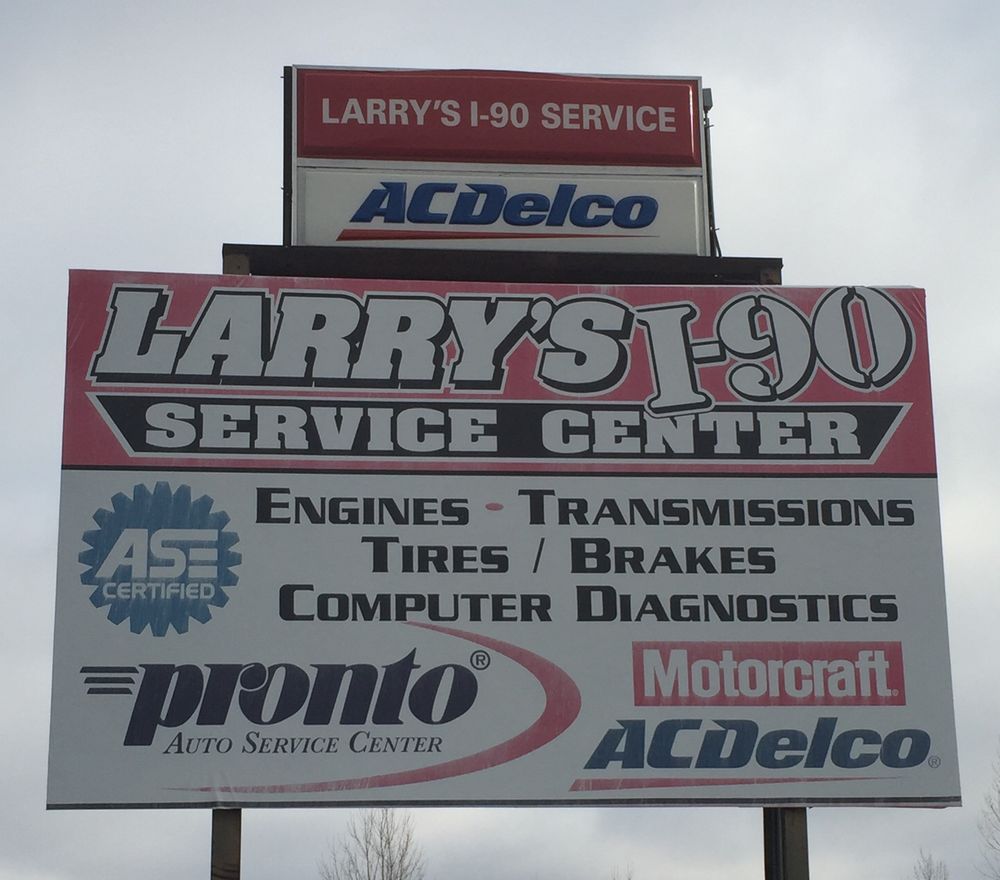 LARRY'S I-90 SERVICE
ACDelco
LARRY'S I-90
SERVICE CENTER
ASE
CERTIFIED
ENGINES • TRANSMISSIONS
TIRES / BRAKES
COMPUTER DIAGNOSTICS
pronto®
AUTO SERVICE CENTER
Motorcraft®
ACDelco®